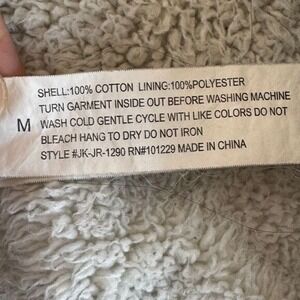 SHELL:100% COTTON LINING:100%POLYESTER
TURN GARMENT INSIDE OUT BEFORE WASHING MACHINE
M WASH COLD GENTLE CYCLE WITH LIKE COLORS DO NOT
BLEACH HANG TO DRY DO NOT IRON
STYLE #JK-JR-1290 RN#101229 MADE IN CHINA